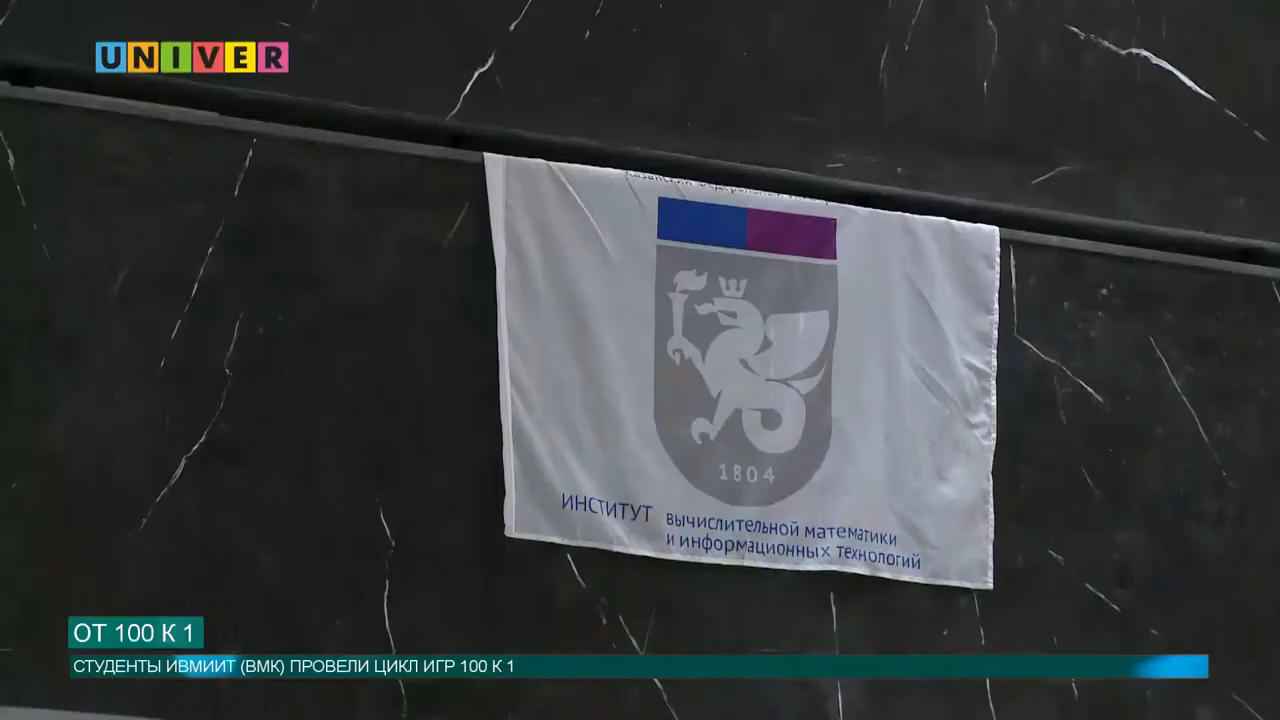 UNIVER
1804
ИНСТИТУТ
вычислительной математики
и информационных технологий
ОТ 100 К 1
СТУДЕНТЫ ИВМИИТ (ВМК) ПРОВЕЛИ ЦИКЛ ИГР 100 К 1